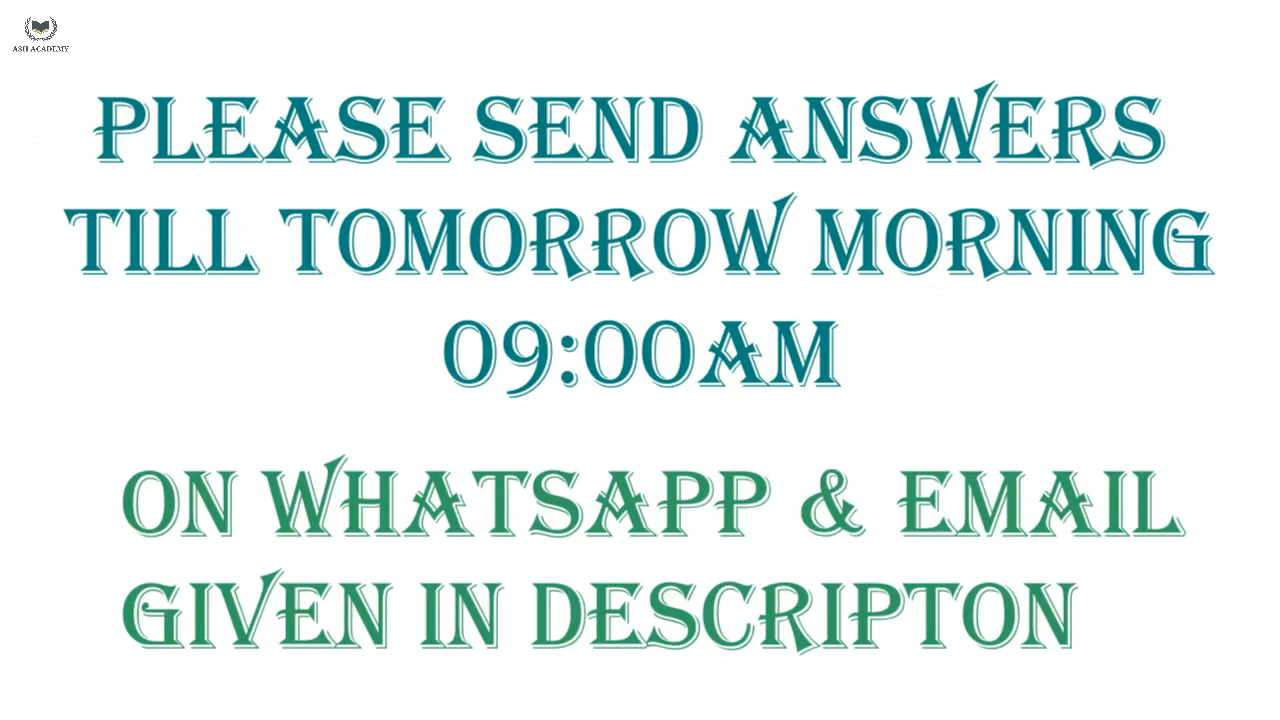 ASH ACADEMY
PLEASE SEND ANSWERS
TILL TOMORROW MORNING
09:00AM
ON WHATSAPP & EMAIL
GIVEN IN DESCRIPTON